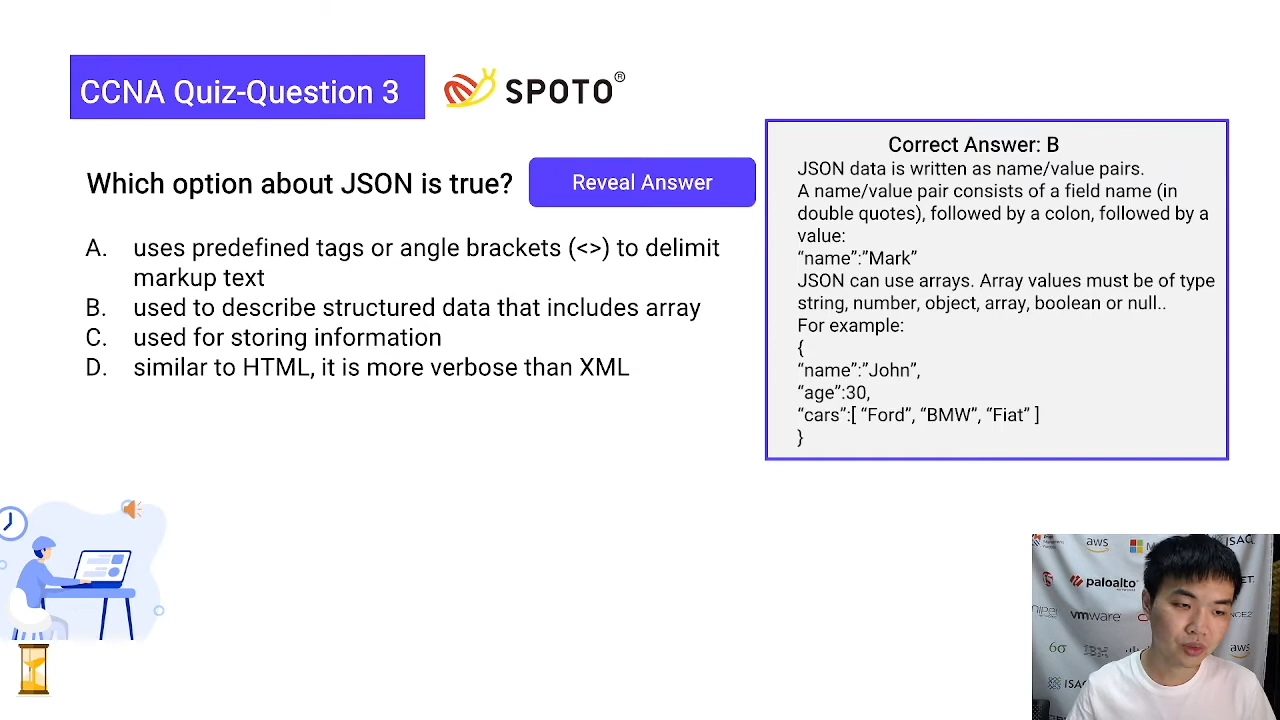 CCNA Quiz-Question 3
SPOTO®
Which option about JSON is true?
Reveal Answer
A. uses predefined tags or angle brackets (<>) to delimit
markup text
B. used to describe structured data that includes array
C. used for storing information
D. similar to HTML, it is more verbose than XML
Correct Answer: B
JSON data is written as name/value pairs.
A name/value pair consists of a field name (in
double quotes), followed by a colon, followed by a
value:
“name”:”Mark”
JSON can use arrays. Array values must be of type
string, number, object, array, boolean or null..
For example:
{
“name”:”John”,
“age”:30,
“cars”:[ “Ford”, “BMW”, “Fiat” ]
}
aws
paloalto
vmware
6σ
IBM
aws